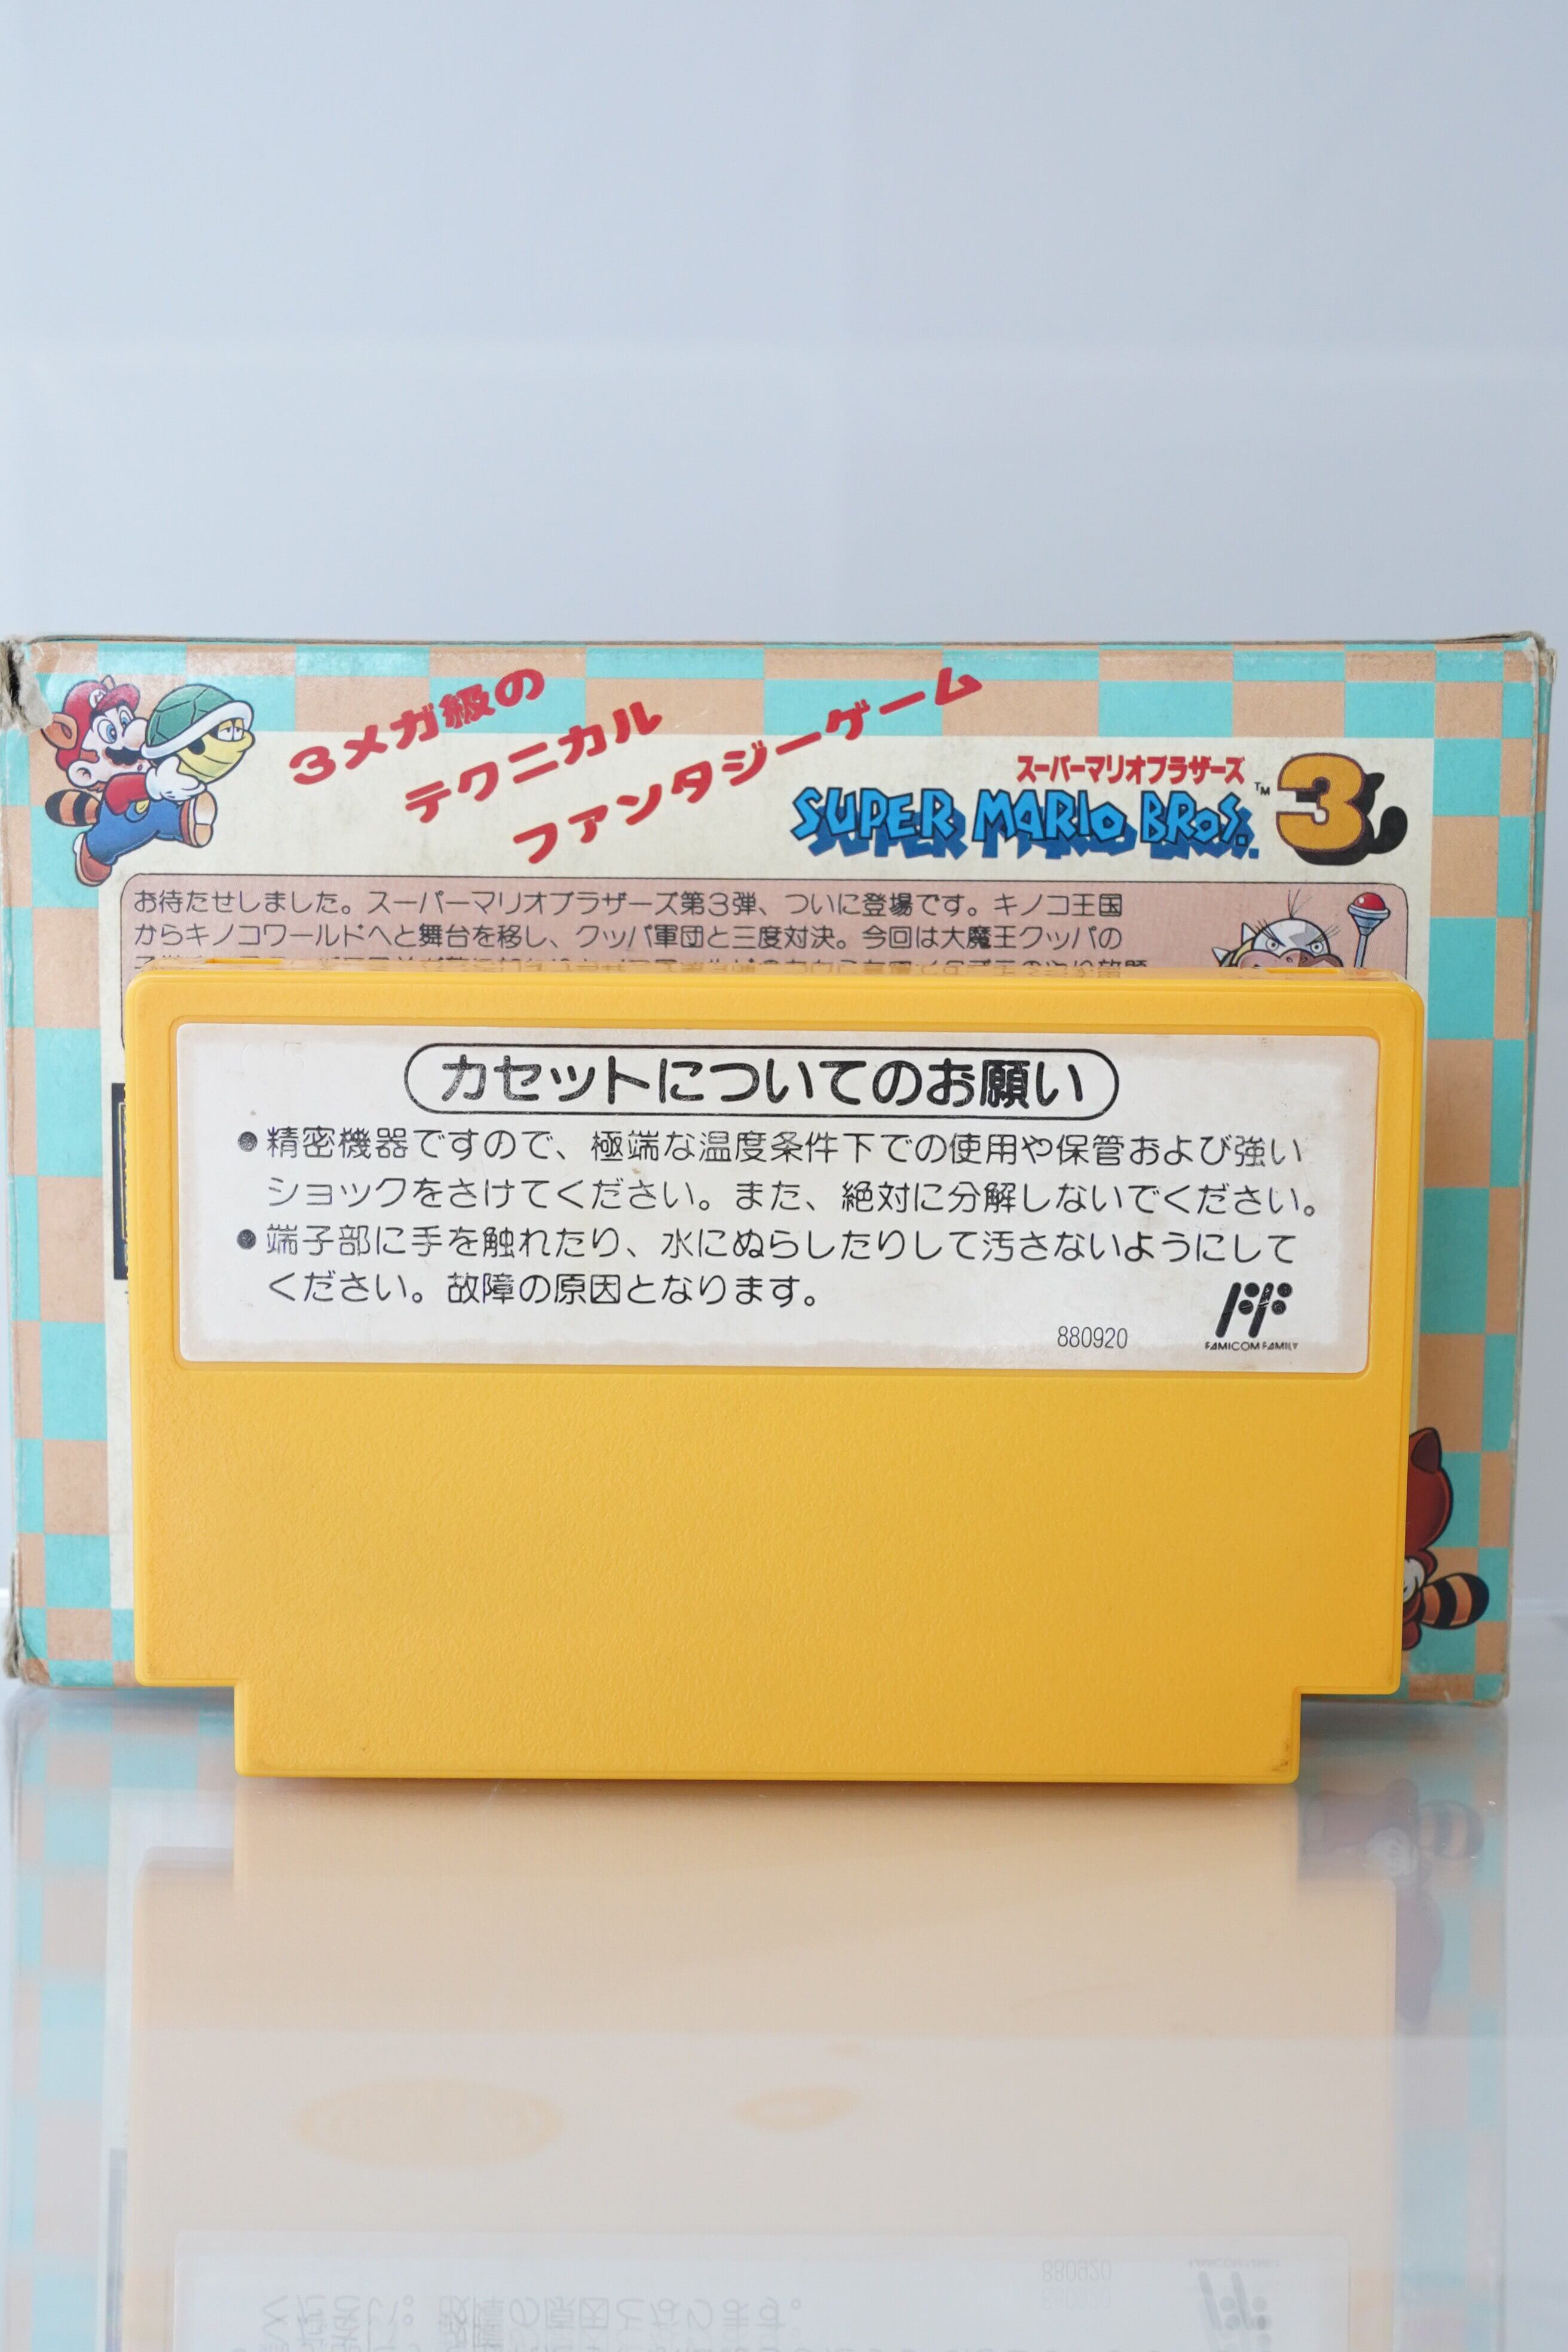 3メガ級の
テクニカル
ファンタジーゲーム
スーパーマリオブラザーズ
SUPER MARIO BROS.™ 3
お待たせしました。スーパーマリオブラザーズ第3弾、ついに登場です。キノコ王国
からキノコワールドへと舞台を移し、クッパ軍団と三度対決。今回は大魔王クッパの
カセットについてのお願い
●精密機器ですので、極端な温度条件下での使用や保管および強い
ショックをさけてください。また、絶対に分解しないでください。
●端子部に手を触れたり、水にぬらしたりして汚さないようにして
ください。故障の原因となります。
880920
FAMICOM FAMILY